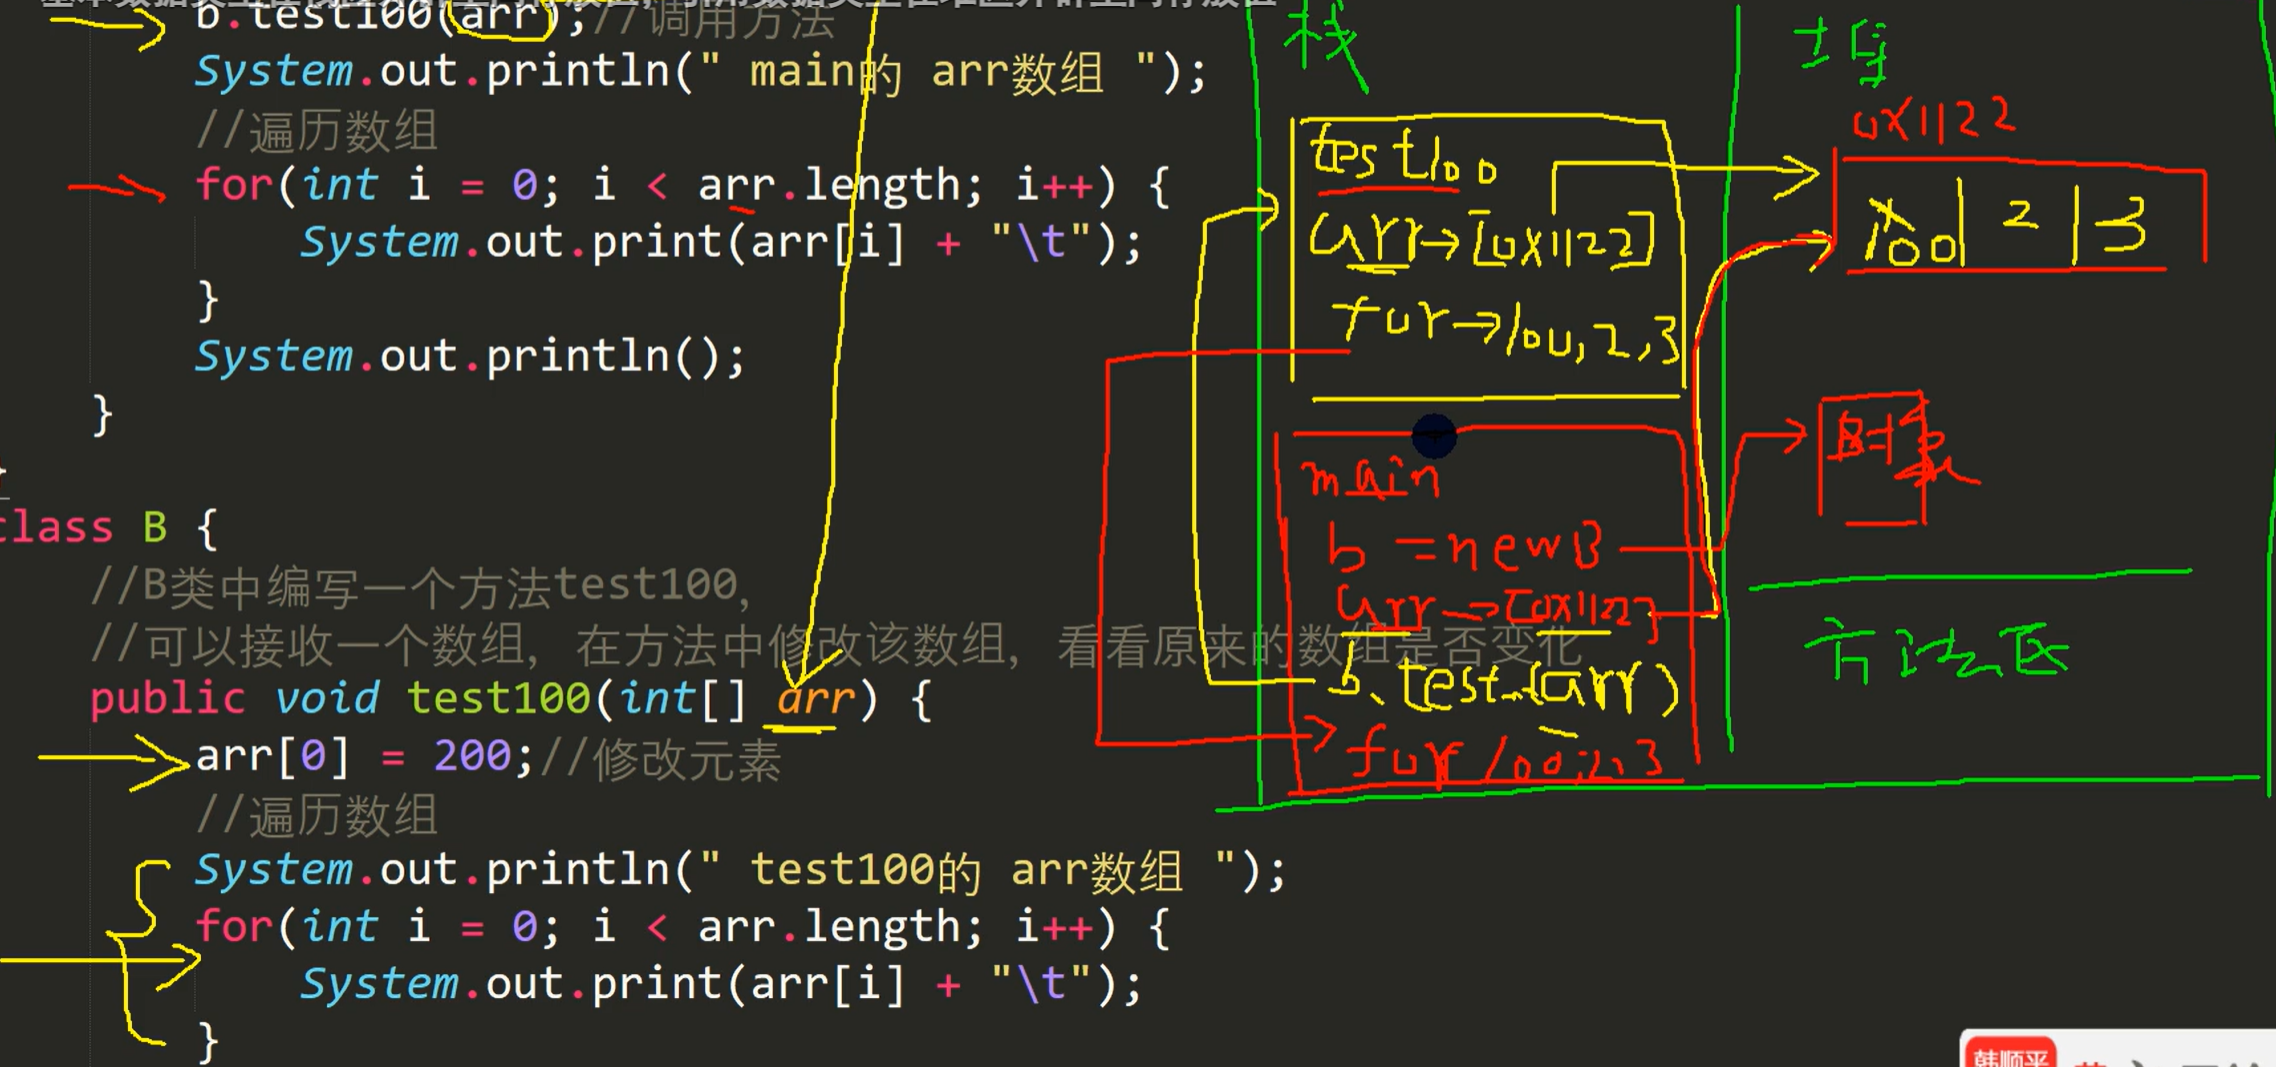 b.test100(arr);//调用方法
System.out.println(" main的 arr数组 ");
//遍历数组
for(int i = 0; i < arr.length; i++) {
System.out.print(arr[i] + "\t");
}
System.out.println();
}
}
class B {
//B类中编写一个方法test100,
//可以接收一个数组, 在方法中修改该数组, 看看原来的数组是否变化
public void test100(int[] arr) {
arr[0] = 200;//修改元素
//遍历数组
System.out.println(" test100的 arr数组 ");
for(int i = 0; i < arr.length; i++) {
System.out.print(arr[i] + "\t");
}
栈
test100
arr→[0x1122]
for→100,2,3
main
b = new B
arr→[0x1122]
b.test..(arr)
for 100,2,3
堆
0x1122
100 2 3
B对象
方法区
韩顺平